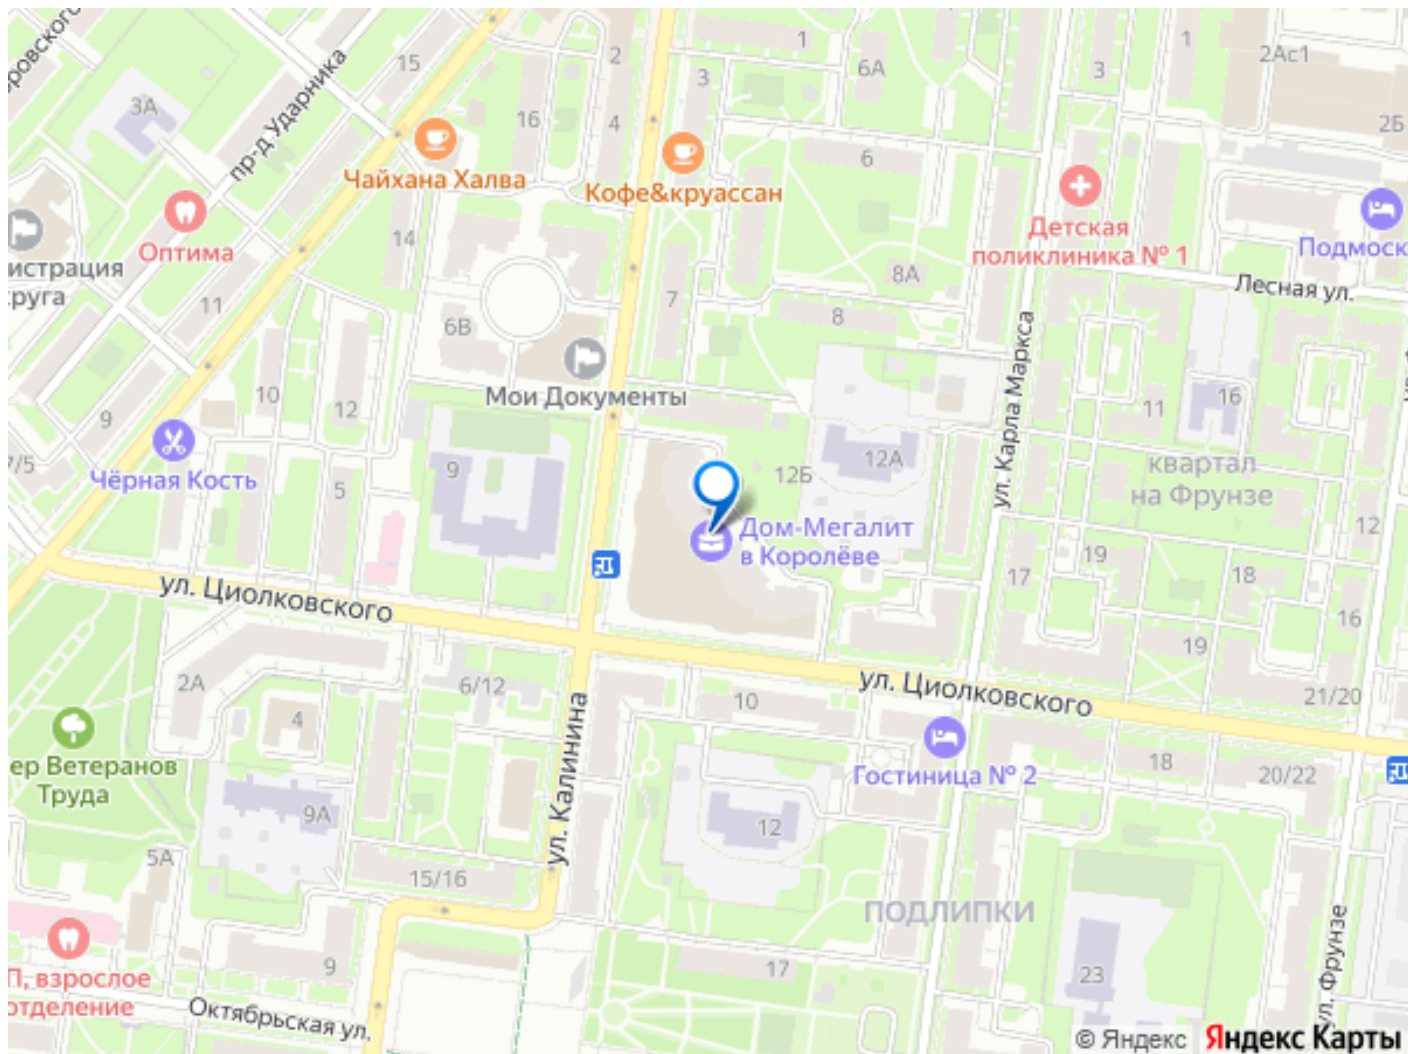 пр-д Ударника
15
2
1
6А
1
2Ас1
3
3
3А
16
4
2Б
6
Чайхана Халва
Кофе&круассан
Детская
поликлиника № 1
Оптима
14
Подмоск
истрация
руга
11
8А
Лесная ул.
7
6В
8
ул. Карла Маркса
Мои Документы
10
12
9
11
16
7/5
Чёрная Кость
5
9
12Б
12А
квартал
на Фрунзе
12
Дом-Мегалит
в Королёве
19
17
18
16
ул. Циолковского
19
2А
6/12
10
ул. Циолковского
21/20
4
ул. Калинина
Гостиница № 2
18
20/22
ер Ветеранов
Труда
9А
12
5А
15/16
ПОДЛИПКИ
П, взрослое
отделение
9
17
23
ул. Фрунзе
Октябрьская ул.
© Яндекс Яндекс Карты